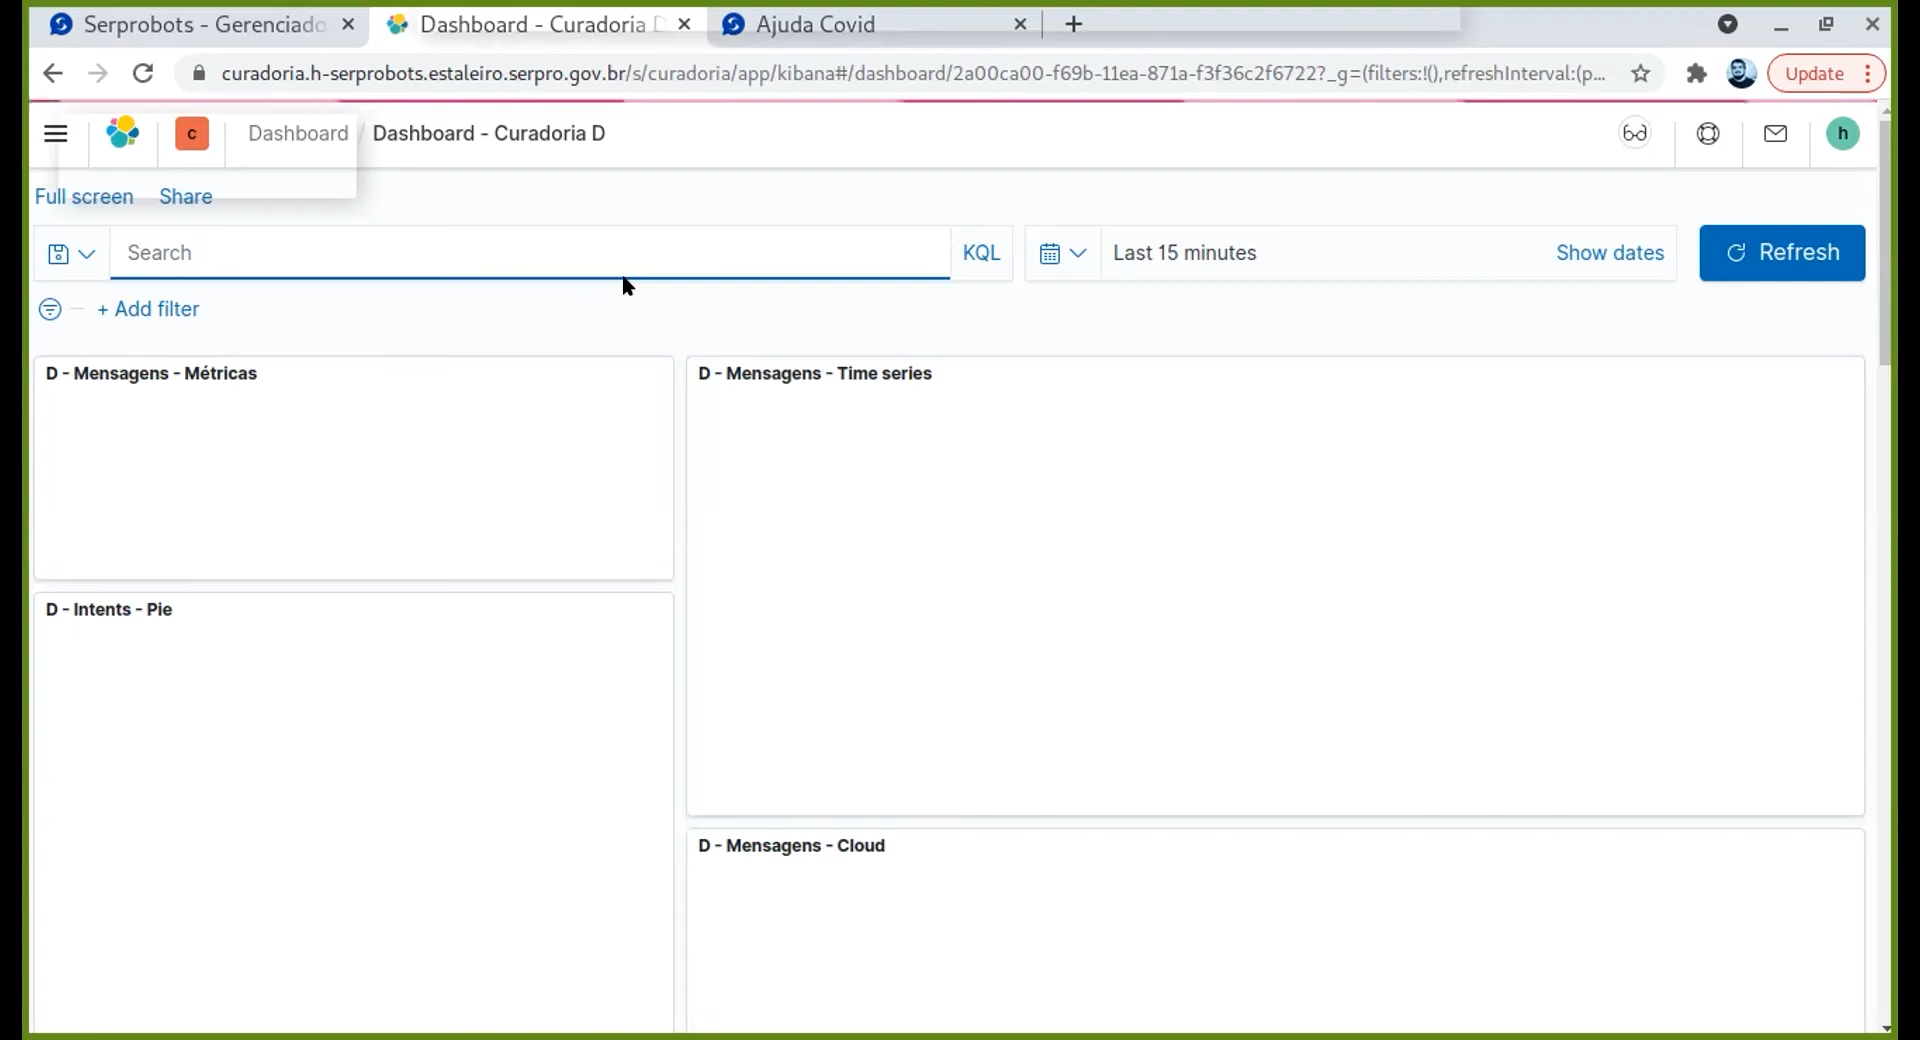 Serprobots - Gerenciado
Dashboard - Curadoria D
Ajuda Covid
curadoria.h-serprobots.estaleiro.serpro.gov.br/s/curadoria/app/kibana#/dashboard/2a00ca00-f69b-11ea-871a-f3f36c2f6722?_g=(filters:!(),refreshInterval:(p...
Update
c
Dashboard
Dashboard - Curadoria D
h
Full screen
Share
Search
KQL
Last 15 minutes
Show dates
Refresh
+ Add filter
D - Mensagens - Métricas
D - Mensagens - Time series
D - Intents - Pie
D - Mensagens - Cloud